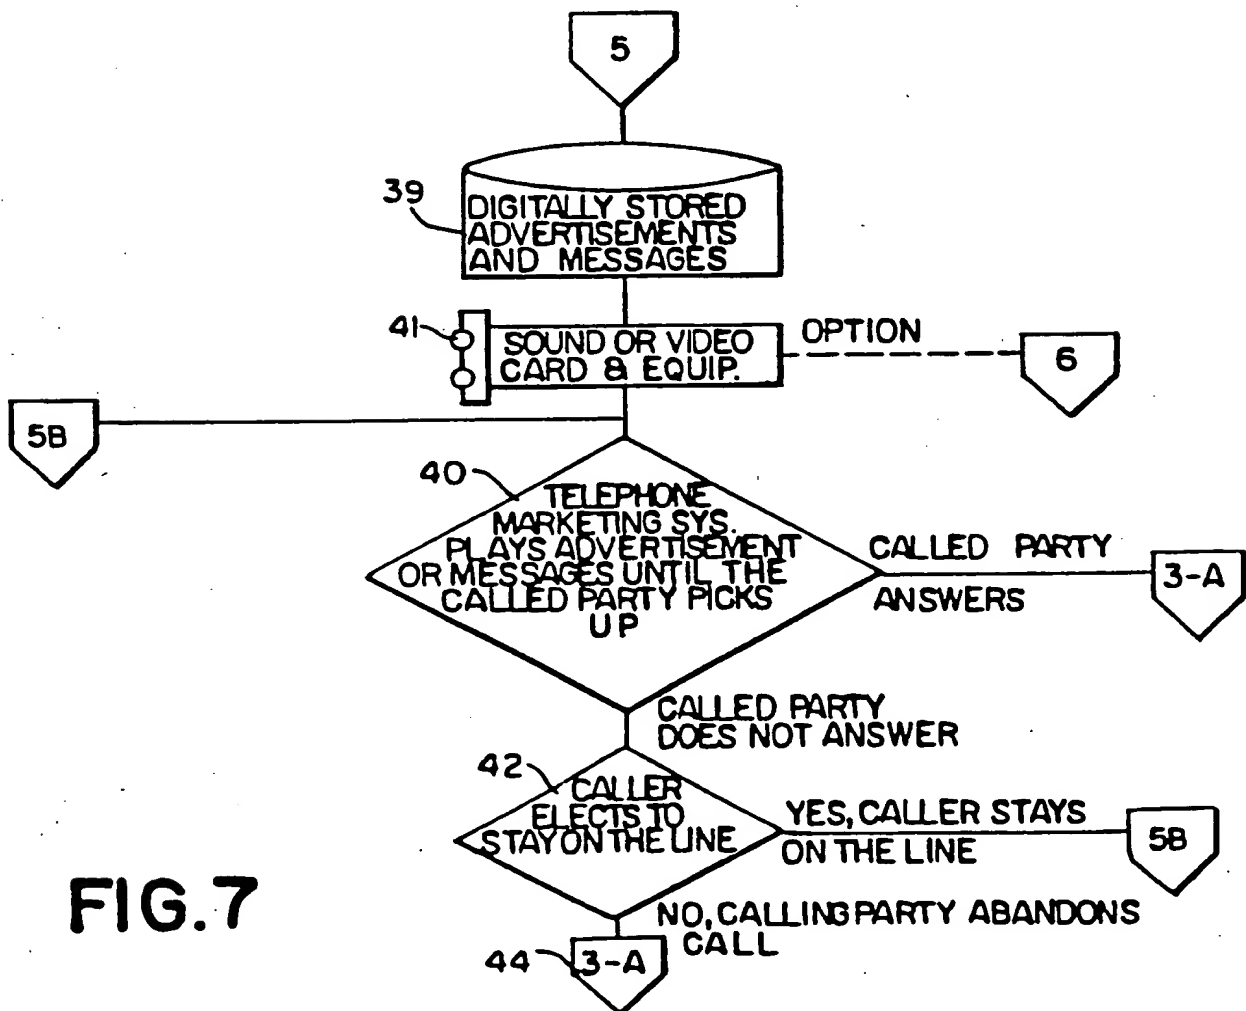 5
39
DIGITALLY STORED
ADVERTISEMENTS
AND MESSAGES
41
SOUND OR VIDEO
CARD & EQUIP.
OPTION
6
5B
40
TELEPHONE
MARKETING SYS.
PLAYS ADVERTISEMENT
OR MESSAGES UNTIL THE
CALLED PARTY PICKS
UP
CALLED PARTY
ANSWERS
3-A
CALLED PARTY
DOES NOT ANSWER
42
CALLER
ELECTS TO
STAY ON THE LINE
YES, CALLER STAYS
ON THE LINE
5B
NO, CALLING PARTY ABANDONS
CALL
44
3-A
FIG.7